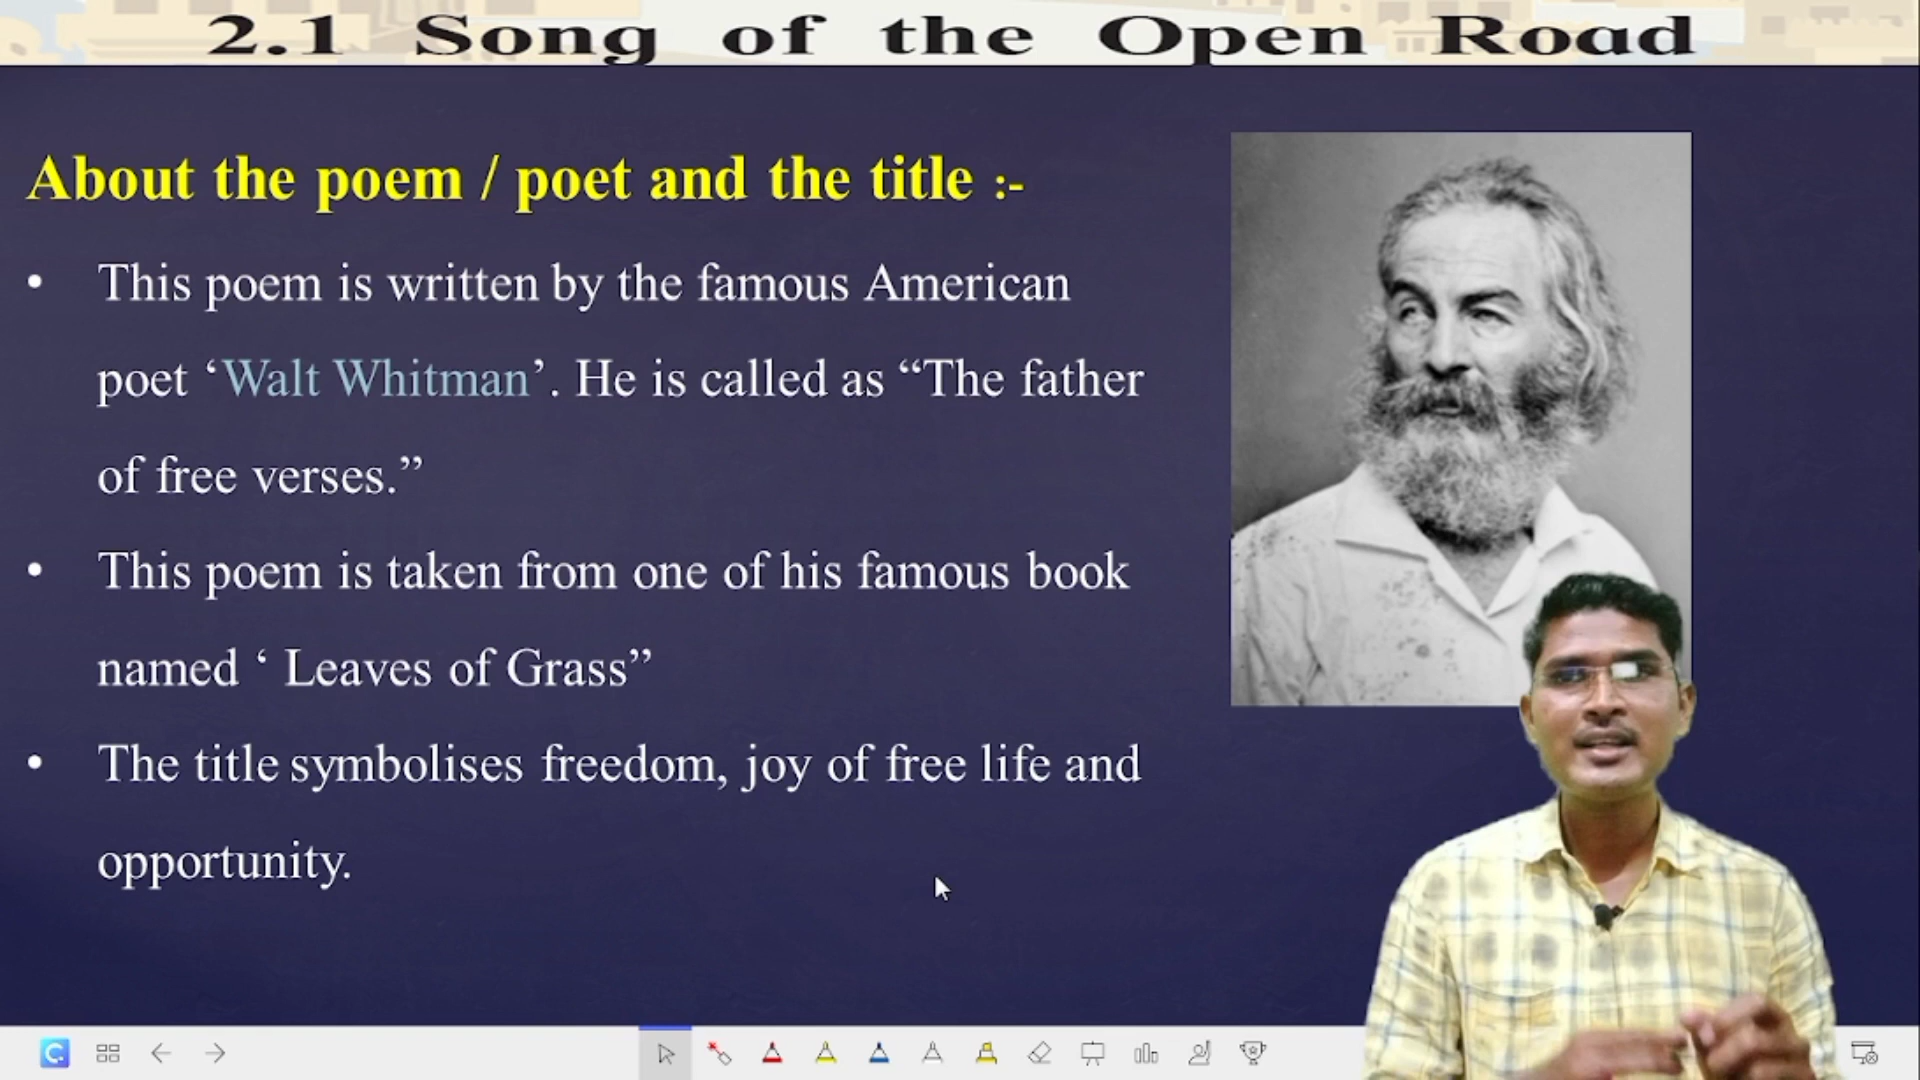 2.1 Song of the Open Road
About the poem / poet and the title :-
• This poem is written by the famous American
poet ‘Walt Whitman’. He is called as “The father
of free verses.”
• This poem is taken from one of his famous book
named ‘ Leaves of Grass”
• The title symbolises freedom, joy of free life and
opportunity.